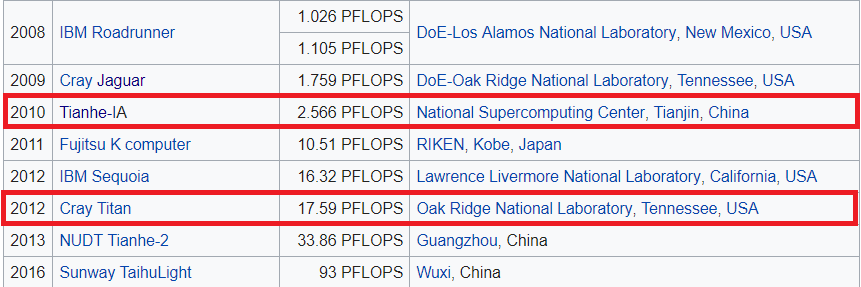 2008 IBM Roadrunner 1.026 PFLOPS DoE-Los Alamos National Laboratory, New Mexico, USA
1.105 PFLOPS
2009 Cray Jaguar 1.759 PFLOPS DoE-Oak Ridge National Laboratory, Tennessee, USA
2010 Tianhe-IA 2.566 PFLOPS National Supercomputing Center, Tianjin, China
2011 Fujitsu K computer 10.51 PFLOPS RIKEN, Kobe, Japan
2012 IBM Sequoia 16.32 PFLOPS Lawrence Livermore National Laboratory, California, USA
2012 Cray Titan 17.59 PFLOPS Oak Ridge National Laboratory, Tennessee, USA
2013 NUDT Tianhe-2 33.86 PFLOPS Guangzhou, China
2016 Sunway TaihuLight 93 PFLOPS Wuxi, China